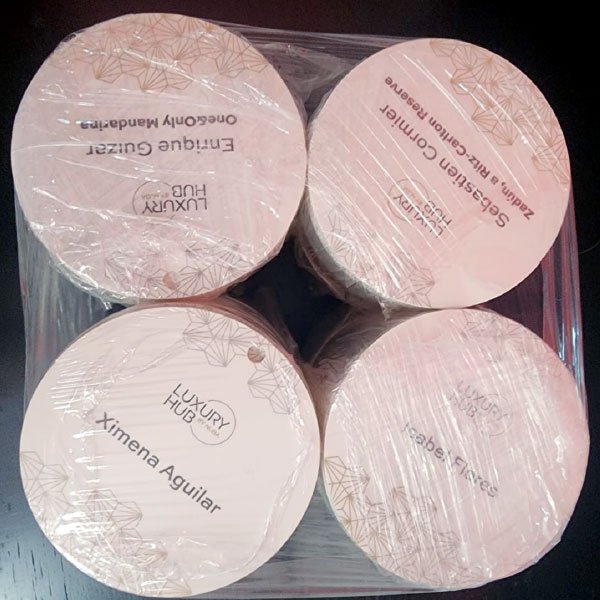 LUXURY
HUB
Enrique Guizar
One&Only Mandarina
LUXURY
HUB
Sebastien Cormier
Zadún, a Ritz-Carlton Reserve
LUXURY
HUB
Ximena Aguilar
LUXURY
HUB
Isabel Flores